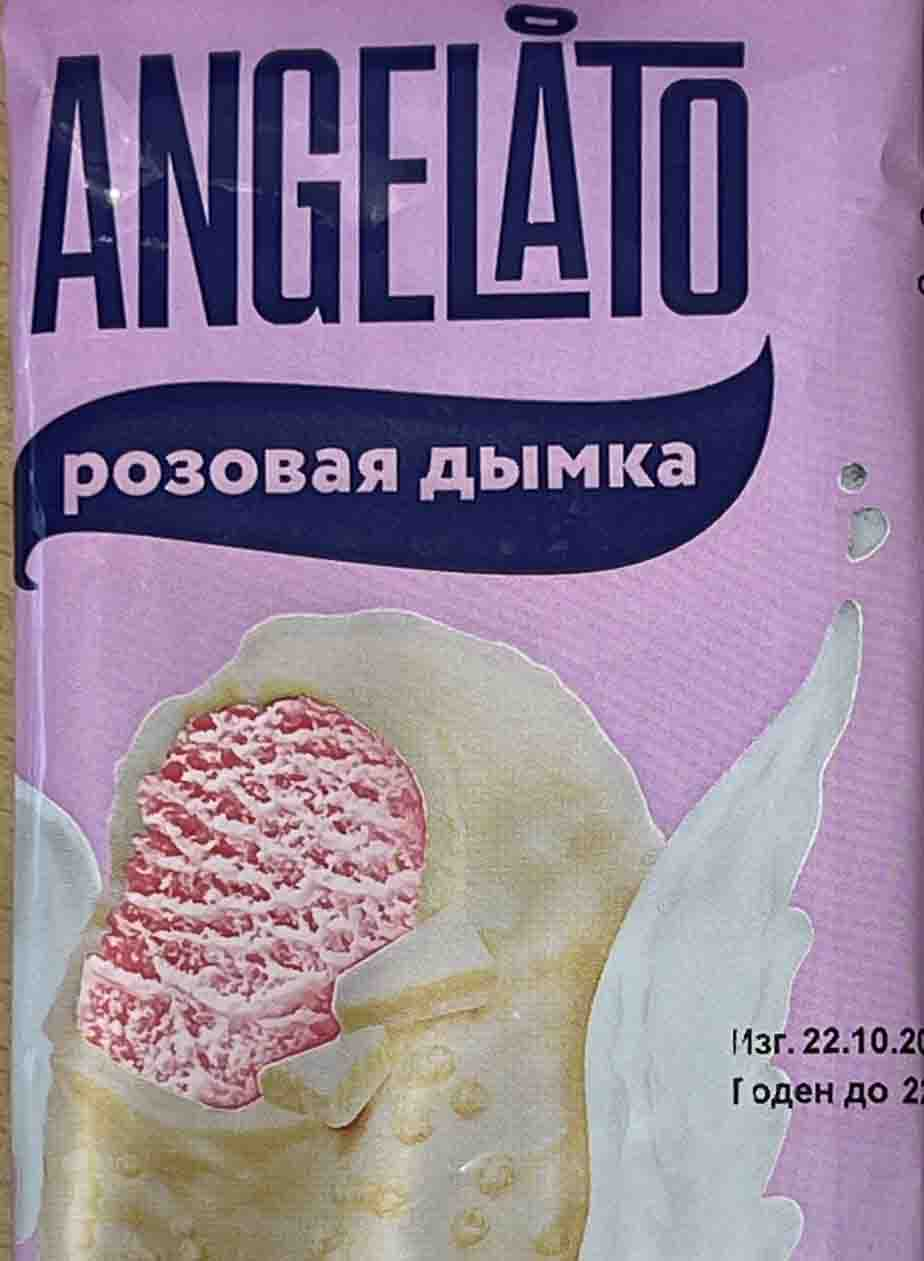 ANGELATO
розовая дымка
Изг. 22.10.20
Годен до 2